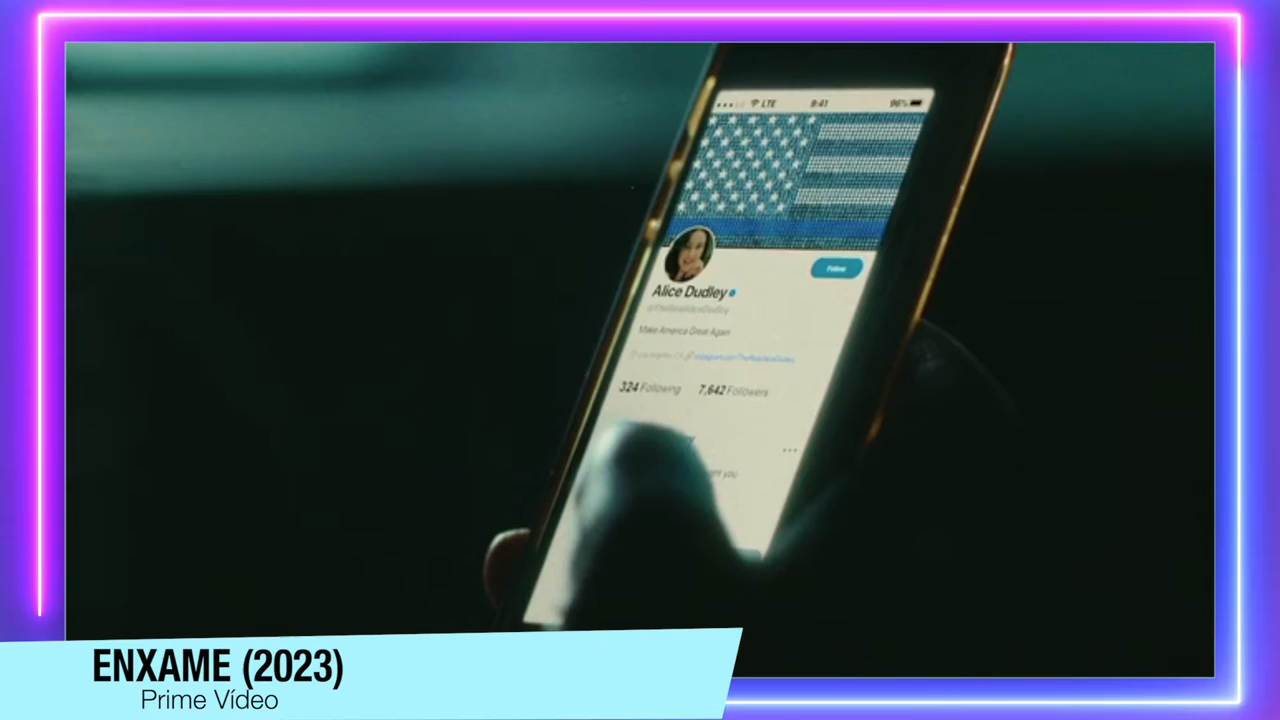 LTE 9:41 96%
Follow
Alice Dudley
Make America Great Again
324 Following 7,642 Followers
you
ENXAME (2023)
Prime Vídeo